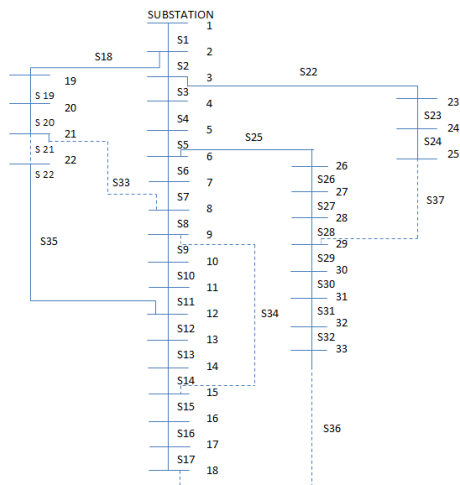 SUBSTATION
1
S1
S18
2
S2
3
S22
19
S3
S 19
4
23
20
S23
S 20
S4
5
24
21
S25
S24
S 21
S5
25
22
6
26
S 22
S6
S26
S33
7
27
S37
S7
S27
8
28
S8
S28
S35
9
29
S9
S29
10
30
S10
S30
11
31
S11
S34
S31
12
32
S12
S32
13
33
S13
14
S14
15
S15
16
S36
S16
17
S17
18